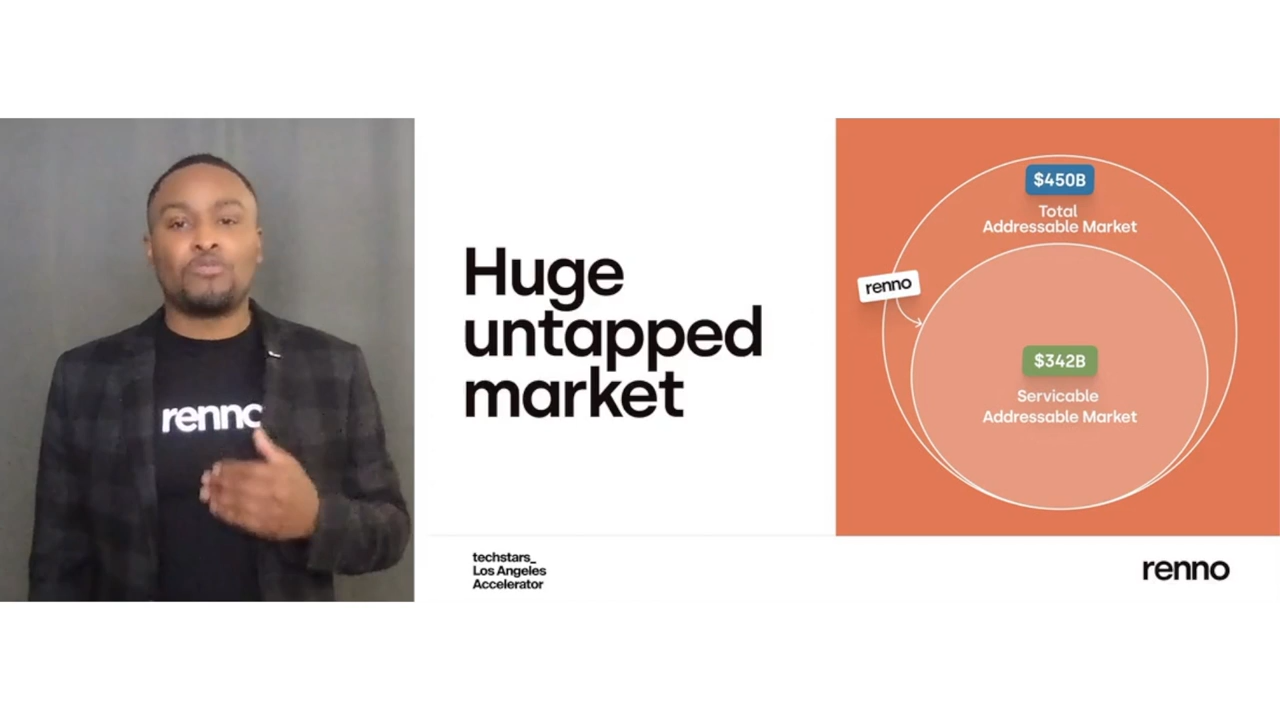 renno
Huge
untapped
market
$450B
Total
Addressable Market
renno
$342B
Servicable
Addressable Market
techstars_
Los Angeles
Accelerator
renno